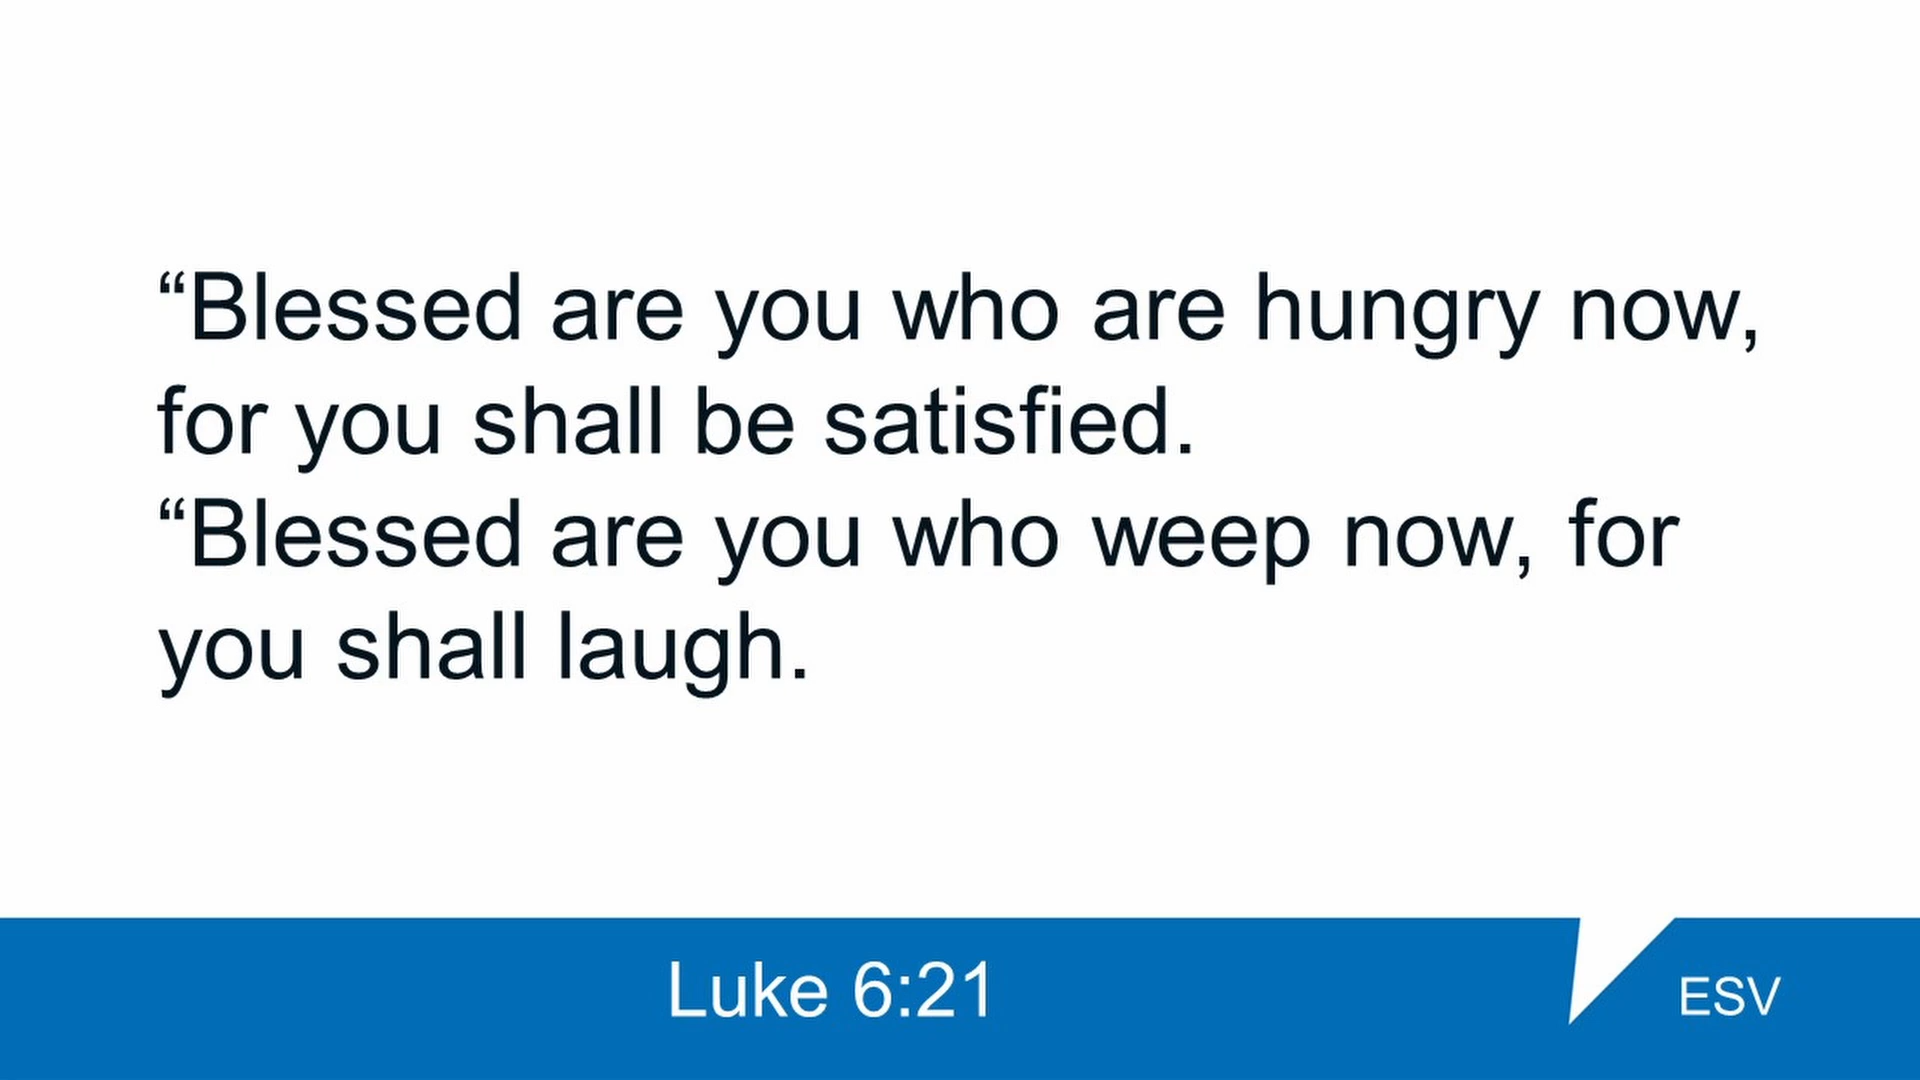 “Blessed are you who are hungry now,
for you shall be satisfied.
“Blessed are you who weep now, for
you shall laugh.
Luke 6:21
ESV